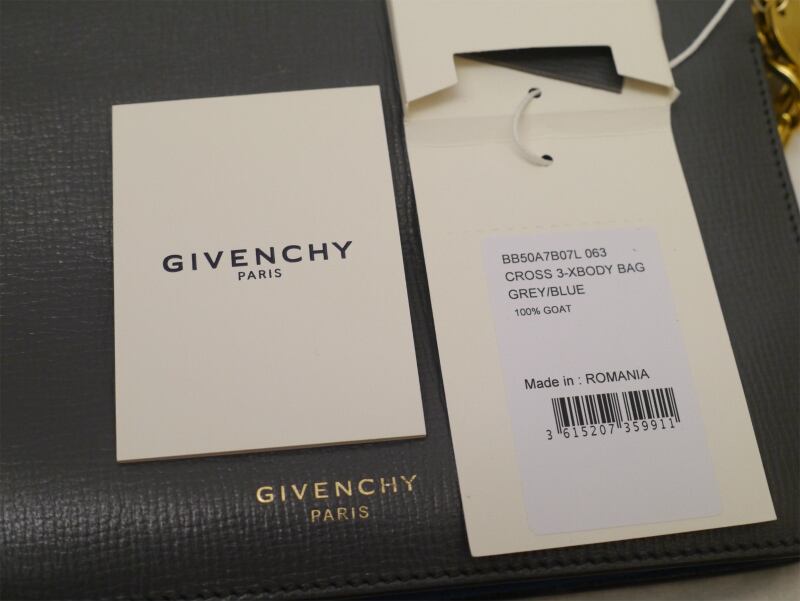 GIVENCHY
PARIS
BB50A7B07L 063
CROSS 3-XBODY BAG
GREY/BLUE
100% GOAT
Made in : ROMANIA
3 615207 359911
GIVENCHY
PARIS